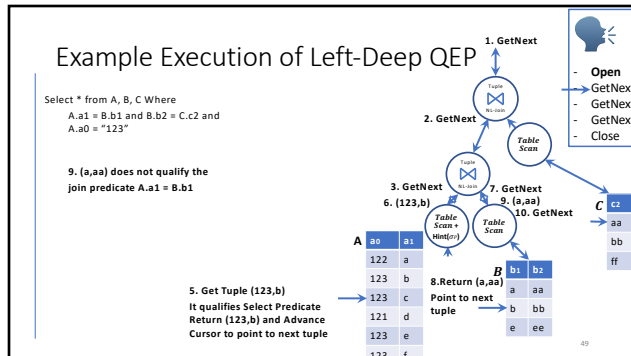 Example Execution of Left-Deep QEP
Select * from A, B, C Where
A.a1 = B.b1 and B.b2 = C.c2 and
A.a0 = "123"
9. (a,aa) does not qualify the
join predicate A.a1 = B.b1
1. GetNext
Tuple
⋈
NL-Join
2. GetNext
Table
Scan
Tuple
⋈
NL-Join
3. GetNext
6. (123,b)
7. GetNext
9. (a,aa)
10. GetNext
Table
Scan +
Hint(σP)
Table
Scan
- Open
GetNex
- GetNex
- GetNex
- Close
A
a0 a1
122 a
123 b
123 c
121 d
123 e
123 f
5. Get Tuple (123,b)
It qualifies Select Predicate
Return (123,b) and Advance
Cursor to point to next tuple
8.Return (a,aa)
Point to next
tuple
B
b1 b2
a aa
b bb
e ee
C
c2
aa
bb
ff
49